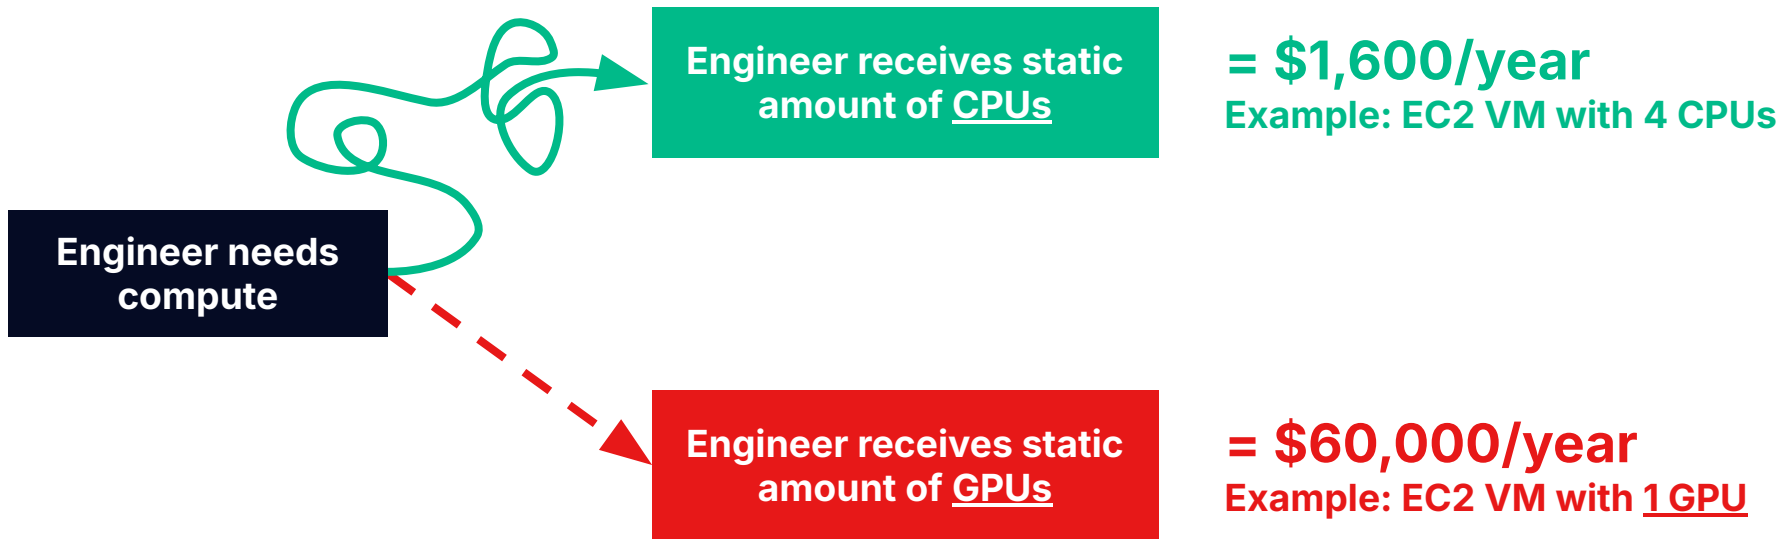 Engineer receives static
amount of CPUs
= $1,600/year
Example: EC2 VM with 4 CPUs
Engineer needs
compute
Engineer receives static
amount of GPUs
= $60,000/year
Example: EC2 VM with 1 GPU